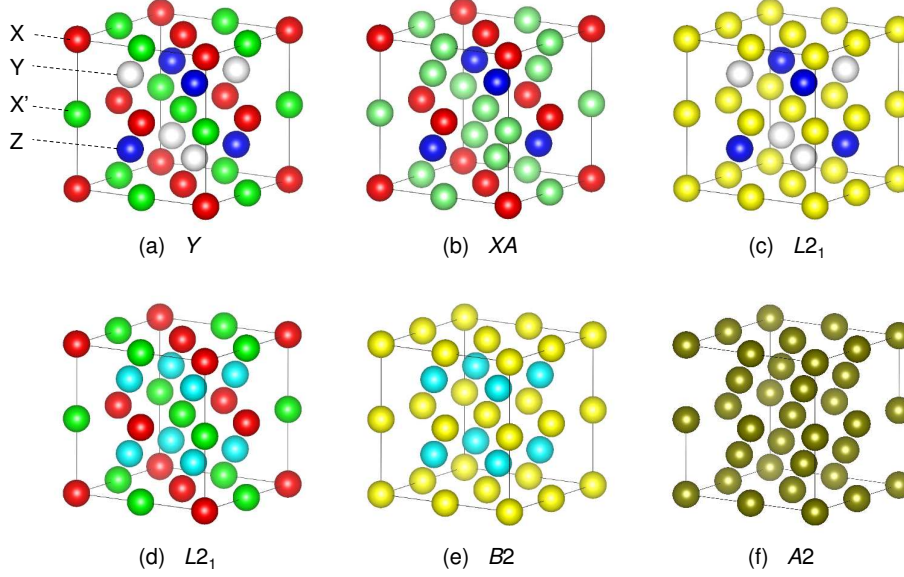 X
Y
X'
Z
(a) Y
(b) XA
(c) L2₁
(d) L2₁
(e) B2
(f) A2